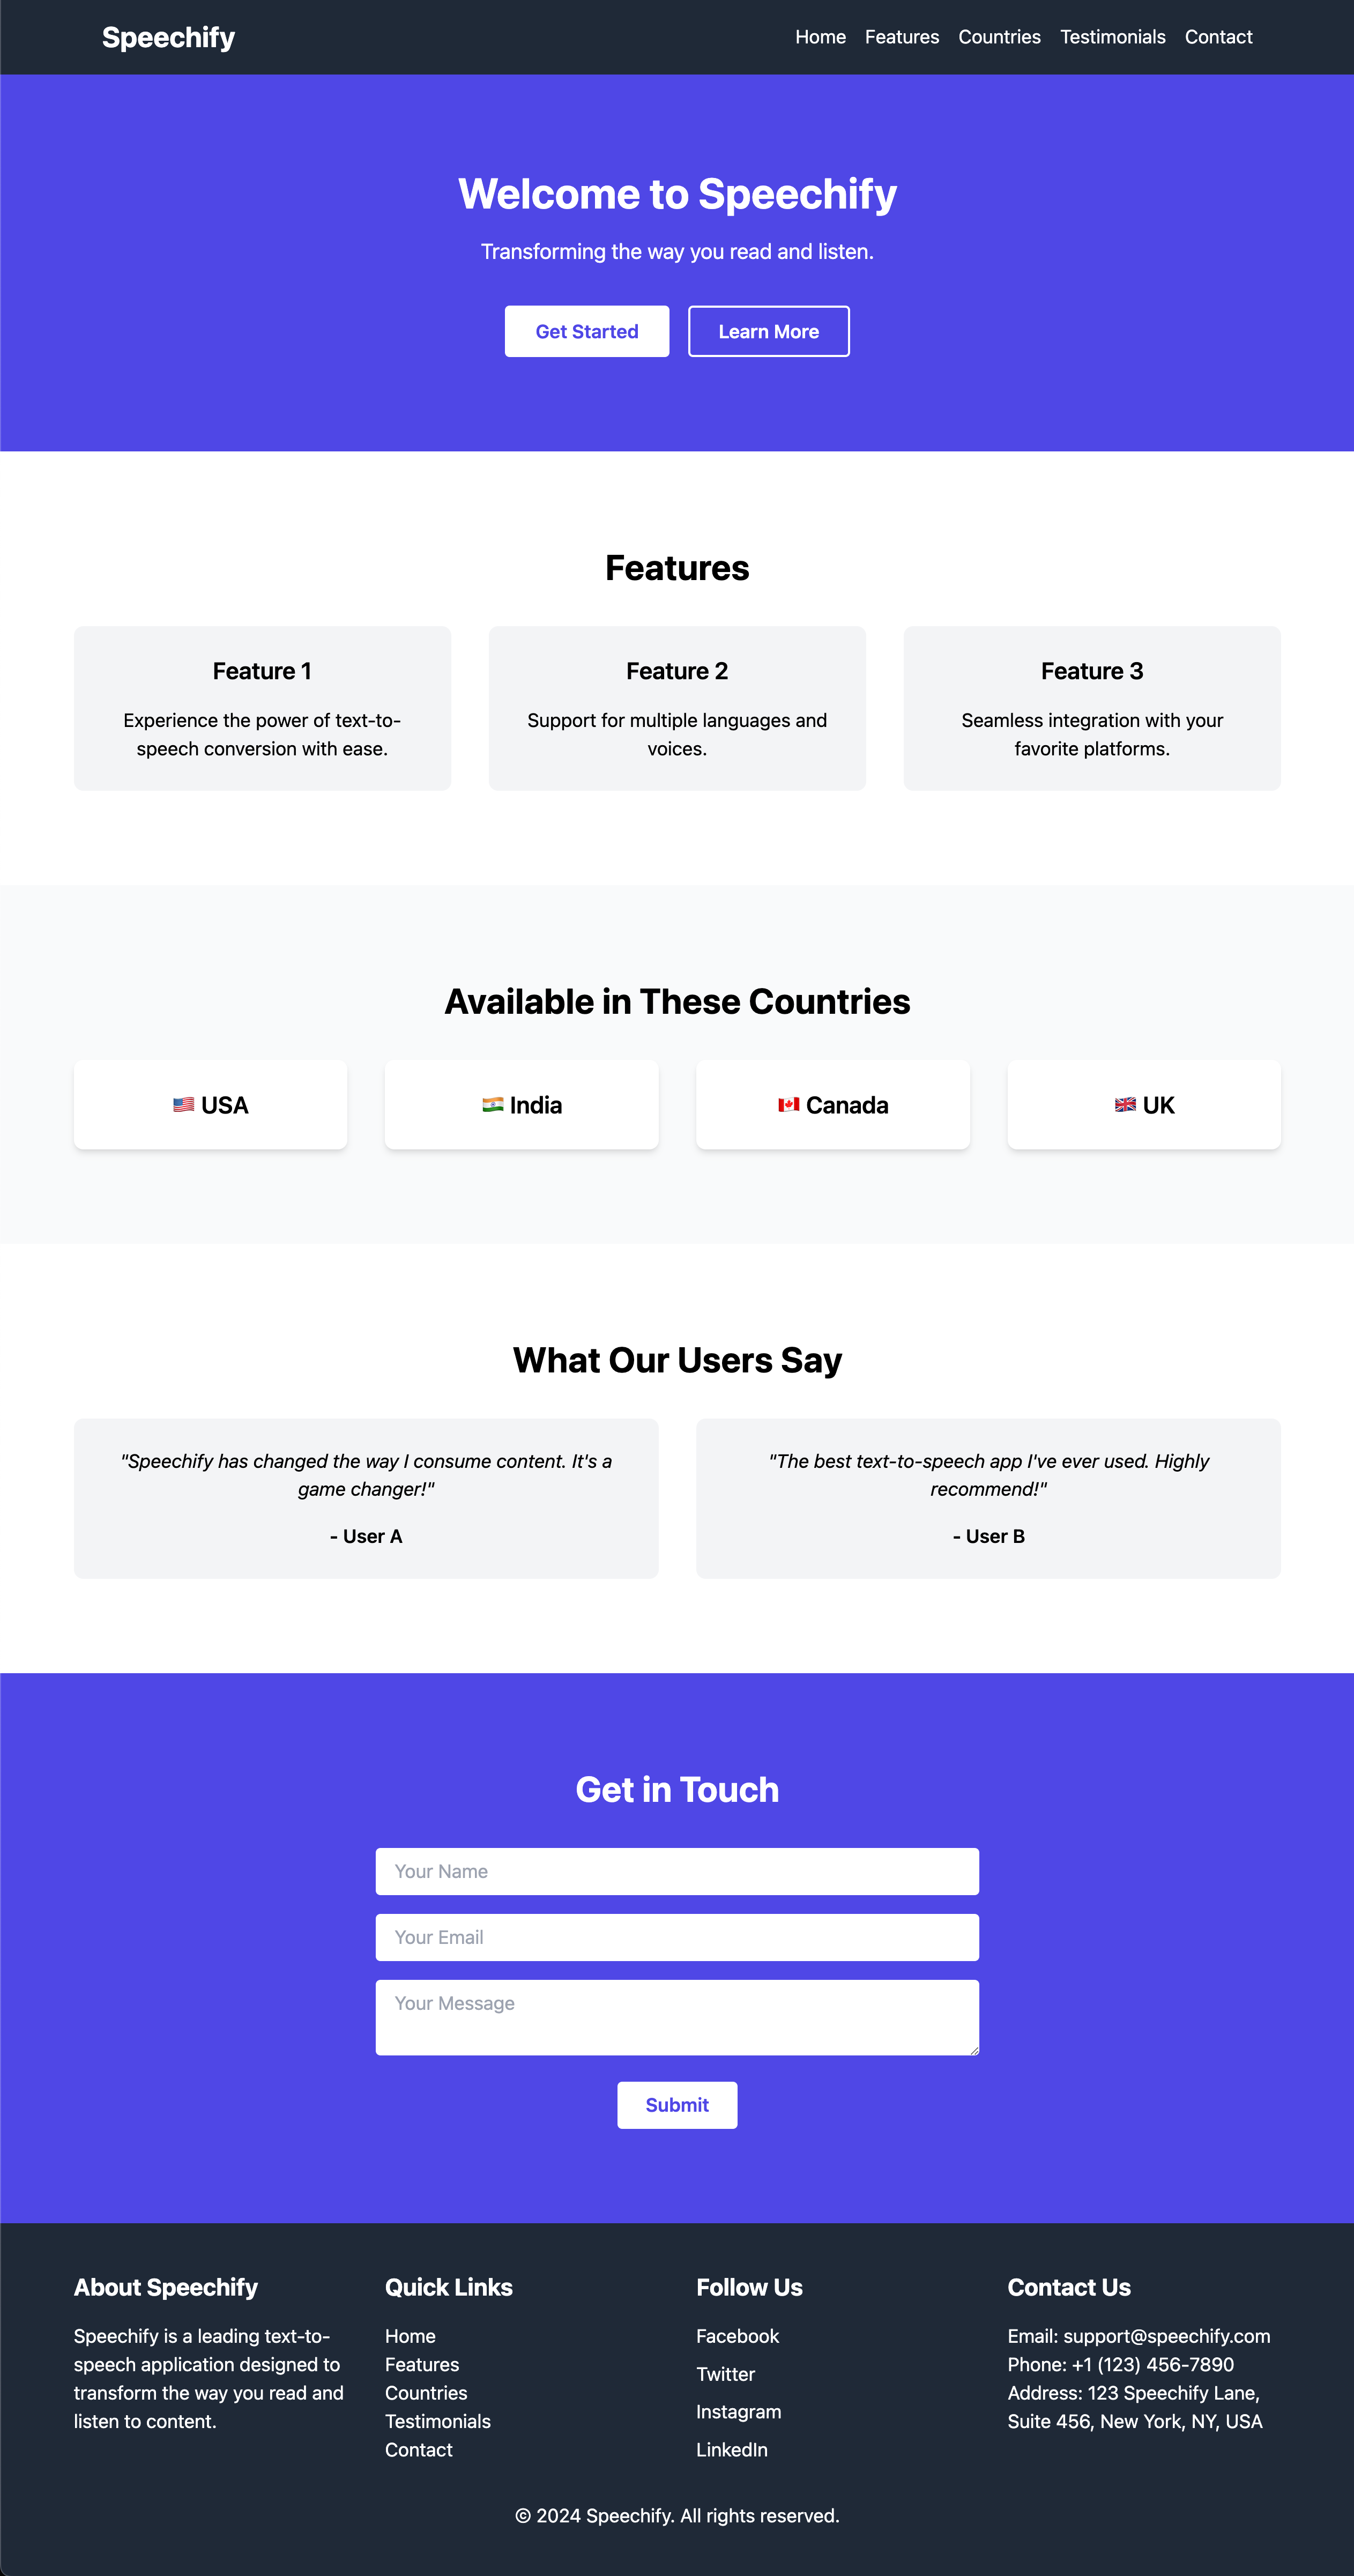 Speechify
Home Features Countries Testimonials Contact
Welcome to Speechify
Transforming the way you read and listen.
Get Started
Learn More
Features
Feature 1
Experience the power of text-to-
speech conversion with ease.
Feature 2
Support for multiple languages and
voices.
Feature 3
Seamless integration with your
favorite platforms.
Available in These Countries
🇺🇸 USA
🇮🇳 India
🇨🇦 Canada
🇬🇧 UK
What Our Users Say
"Speechify has changed the way I consume content. It's a
game changer!"
- User A
"The best text-to-speech app I've ever used. Highly
recommend!"
- User B
Get in Touch
Your Name
Your Email
Your Message
Submit
About Speechify
Speechify is a leading text-to-
speech application designed to
transform the way you read and
listen to content.
Quick Links
Home
Features
Countries
Testimonials
Contact
Follow Us
Facebook
Twitter
Instagram
LinkedIn
Contact Us
Email: support@speechify.com
Phone: +1 (123) 456-7890
Address: 123 Speechify Lane,
Suite 456, New York, NY, USA
© 2024 Speechify. All rights reserved.